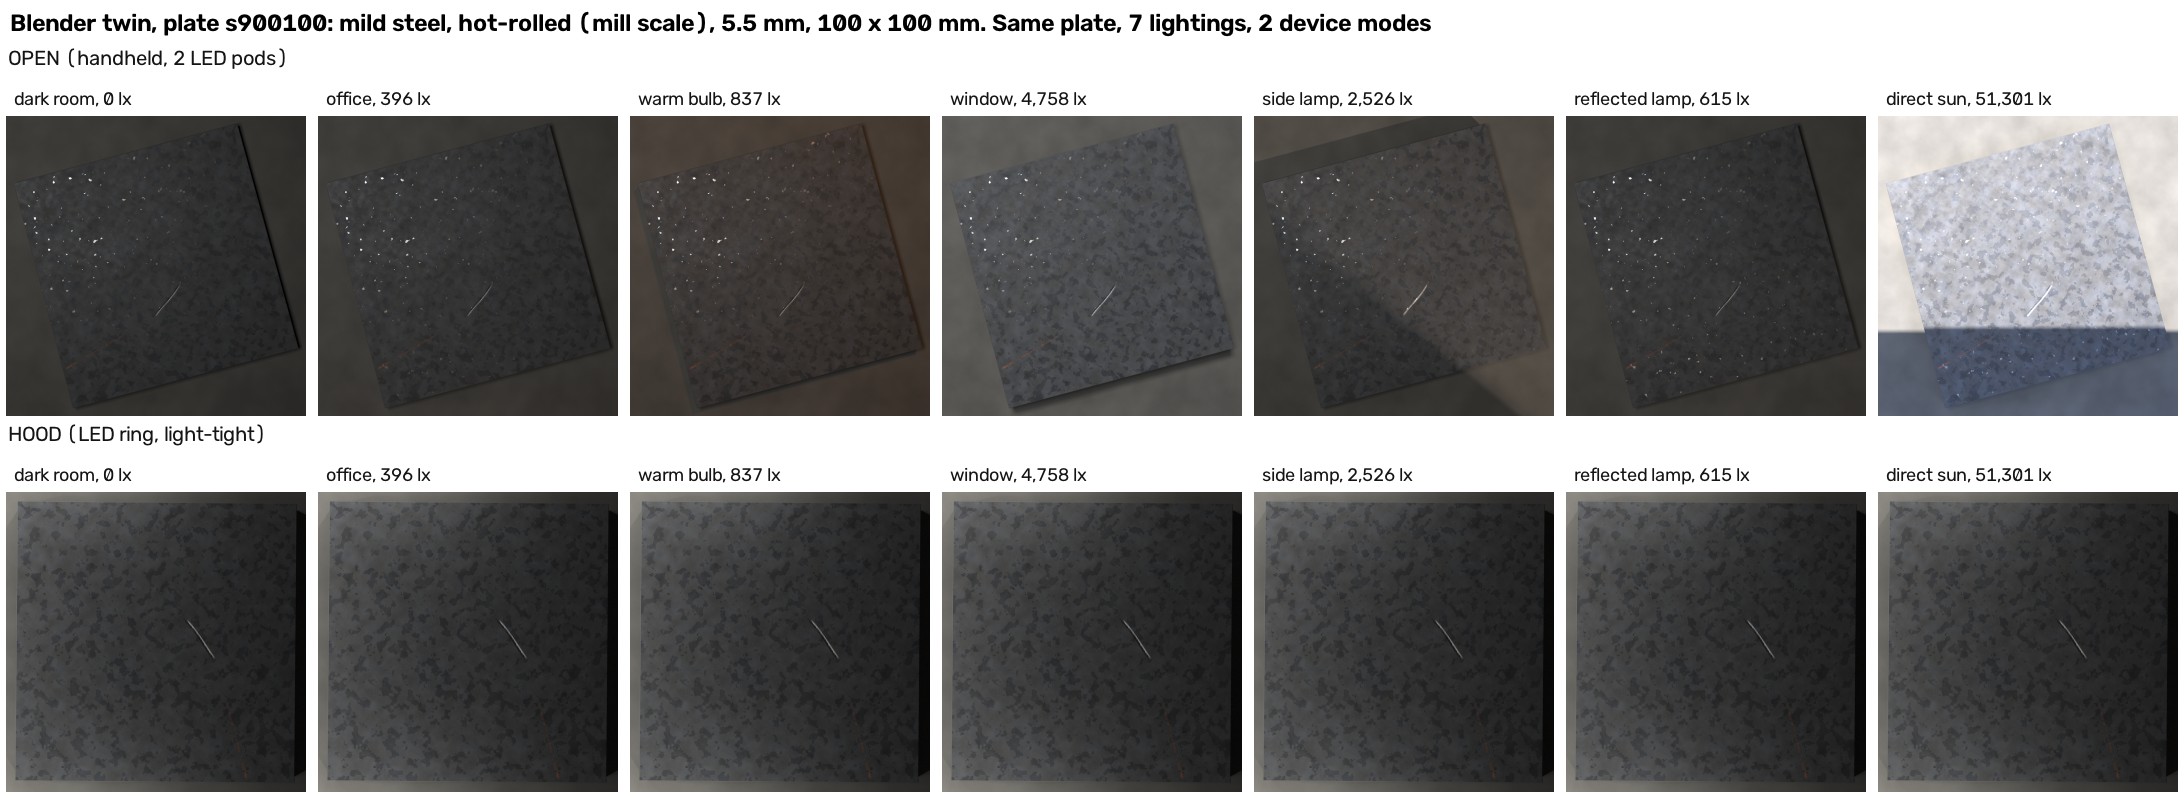 Blender twin, plate s900100: mild steel, hot-rolled (mill scale), 5.5 mm, 100 x 100 mm. Same plate, 7 lightings, 2 device modes
OPEN (handheld, 2 LED pods)
dark room, 0 lx
office, 396 lx
warm bulb, 837 lx
window, 4,758 lx
side lamp, 2,526 lx
reflected lamp, 615 lx
direct sun, 51,301 lx
HOOD (LED ring, light-tight)
dark room, 0 lx
office, 396 lx
warm bulb, 837 lx
window, 4,758 lx
side lamp, 2,526 lx
reflected lamp, 615 lx
direct sun, 51,301 lx